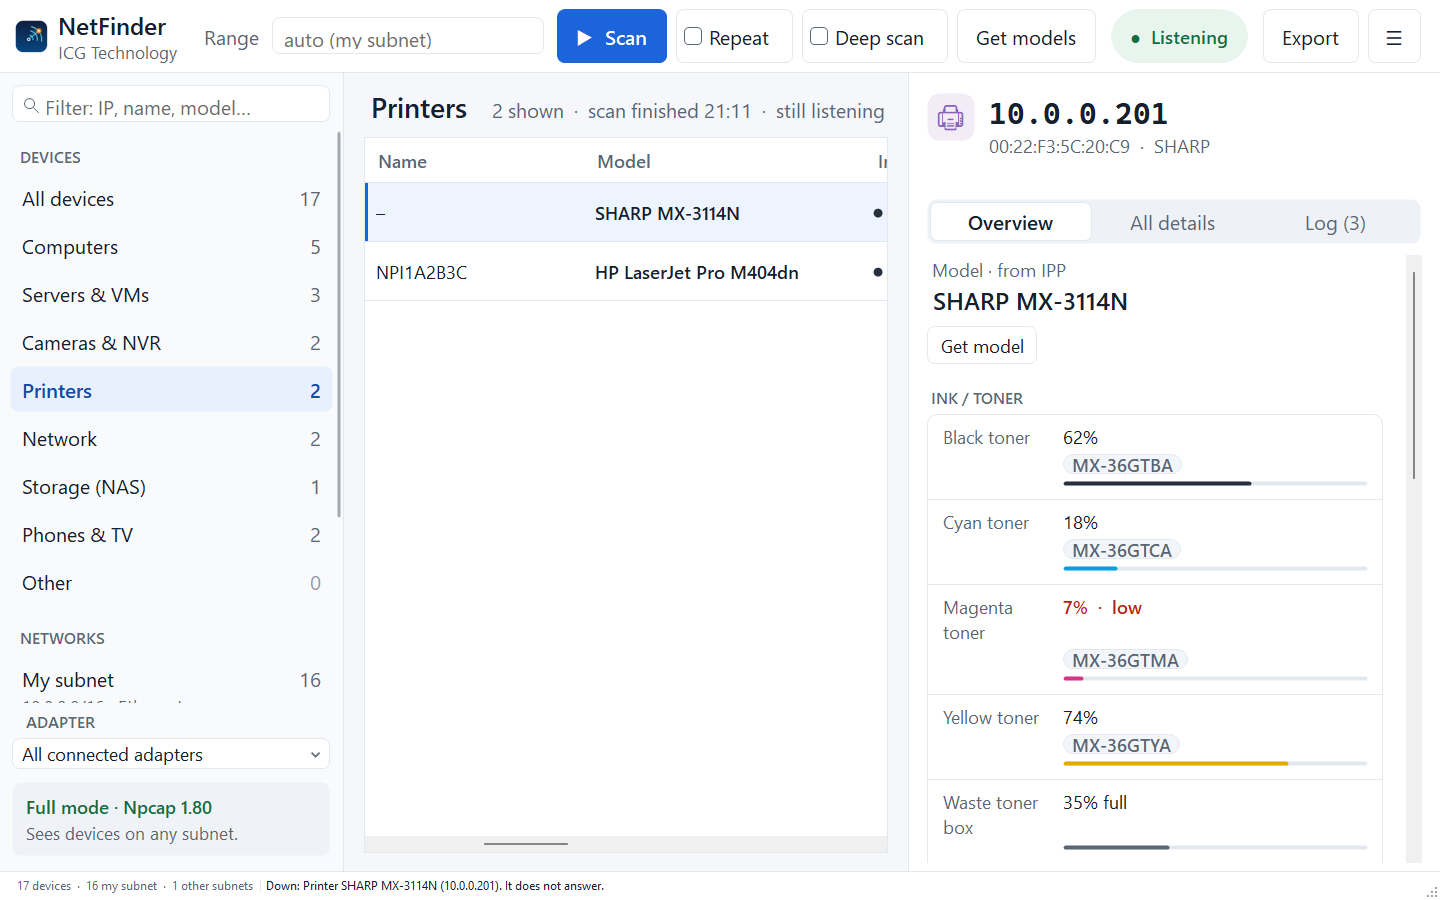 NetFinder
ICG Technology
Range
auto (my subnet)
Scan
Repeat
Deep scan
Get models
Listening
Export
Filter: IP, name, model...
DEVICES
All devices 17
Computers 5
Servers & VMs 3
Cameras & NVR 2
Printers 2
Network 2
Storage (NAS) 1
Phones & TV 2
Other 0
NETWORKS
My subnet 16
ADAPTER
All connected adapters
Full mode · Npcap 1.80
Sees devices on any subnet.
Printers 2 shown · scan finished 21:11 · still listening
Name Model
– SHARP MX-3114N
NPI1A2B3C HP LaserJet Pro M404dn
10.0.0.201
00:22:F3:5C:20:C9 · SHARP
Overview All details Log (3)
Model · from IPP
SHARP MX-3114N
Get model
INK / TONER
Black toner 62%
MX-36GTBA
Cyan toner 18%
MX-36GTCA
Magenta toner 7% · low
MX-36GTMA
Yellow toner 74%
MX-36GTYA
Waste toner box 35% full
17 devices · 16 my subnet · 1 other subnets Down: Printer SHARP MX-3114N (10.0.0.201). It does not answer.